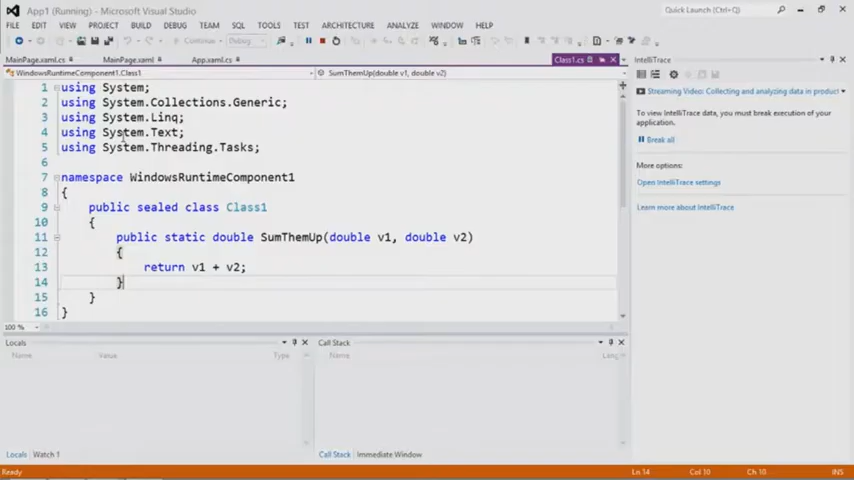 App1 (Running) - Microsoft Visual Studio
Quick Launch (Ctrl+Q)
FILE EDIT VIEW PROJECT BUILD DEBUG TEAM SQL TOOLS TEST ARCHITECTURE ANALYZE WINDOW HELP
Continue Debug
MainPage.xaml.cs MainPage.xaml App.xaml.cs Class1.cs
WindowsRuntimeComponent1.Class1 SumThemUp(double v1, double v2)
1 using System;
2 using System.Collections.Generic;
3 using System.Linq;
4 using System.Text;
5 using System.Threading.Tasks;
6
7 namespace WindowsRuntimeComponent1
8 {
9 public sealed class Class1
10 {
11 public static double SumThemUp(double v1, double v2)
12 {
13 return v1 + v2;
14 }
15 }
16 }
100 %
IntelliTrace
Streaming Video: Collecting and analyzing data in product
To view IntelliTrace data, you must break execution of your
application.
Break all
More options:
Open IntelliTrace settings
Learn more about IntelliTrace
Locals
Name Value Type
Call Stack
Name Lang
Locals Watch 1
Call Stack Immediate Window
Ready Ln 14 Col 10 Ch 10